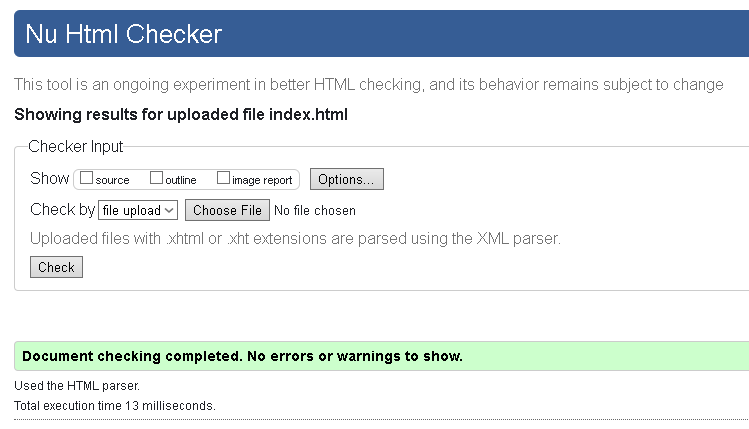 Nu Html Checker
This tool is an ongoing experiment in better HTML checking, and its behavior remains subject to change
Showing results for uploaded file index.html
Checker Input
Show source outline image report Options...
Check by file upload Choose File No file chosen
Uploaded files with .xhtml or .xht extensions are parsed using the XML parser.
Check
Document checking completed. No errors or warnings to show.
Used the HTML parser.
Total execution time 13 milliseconds.